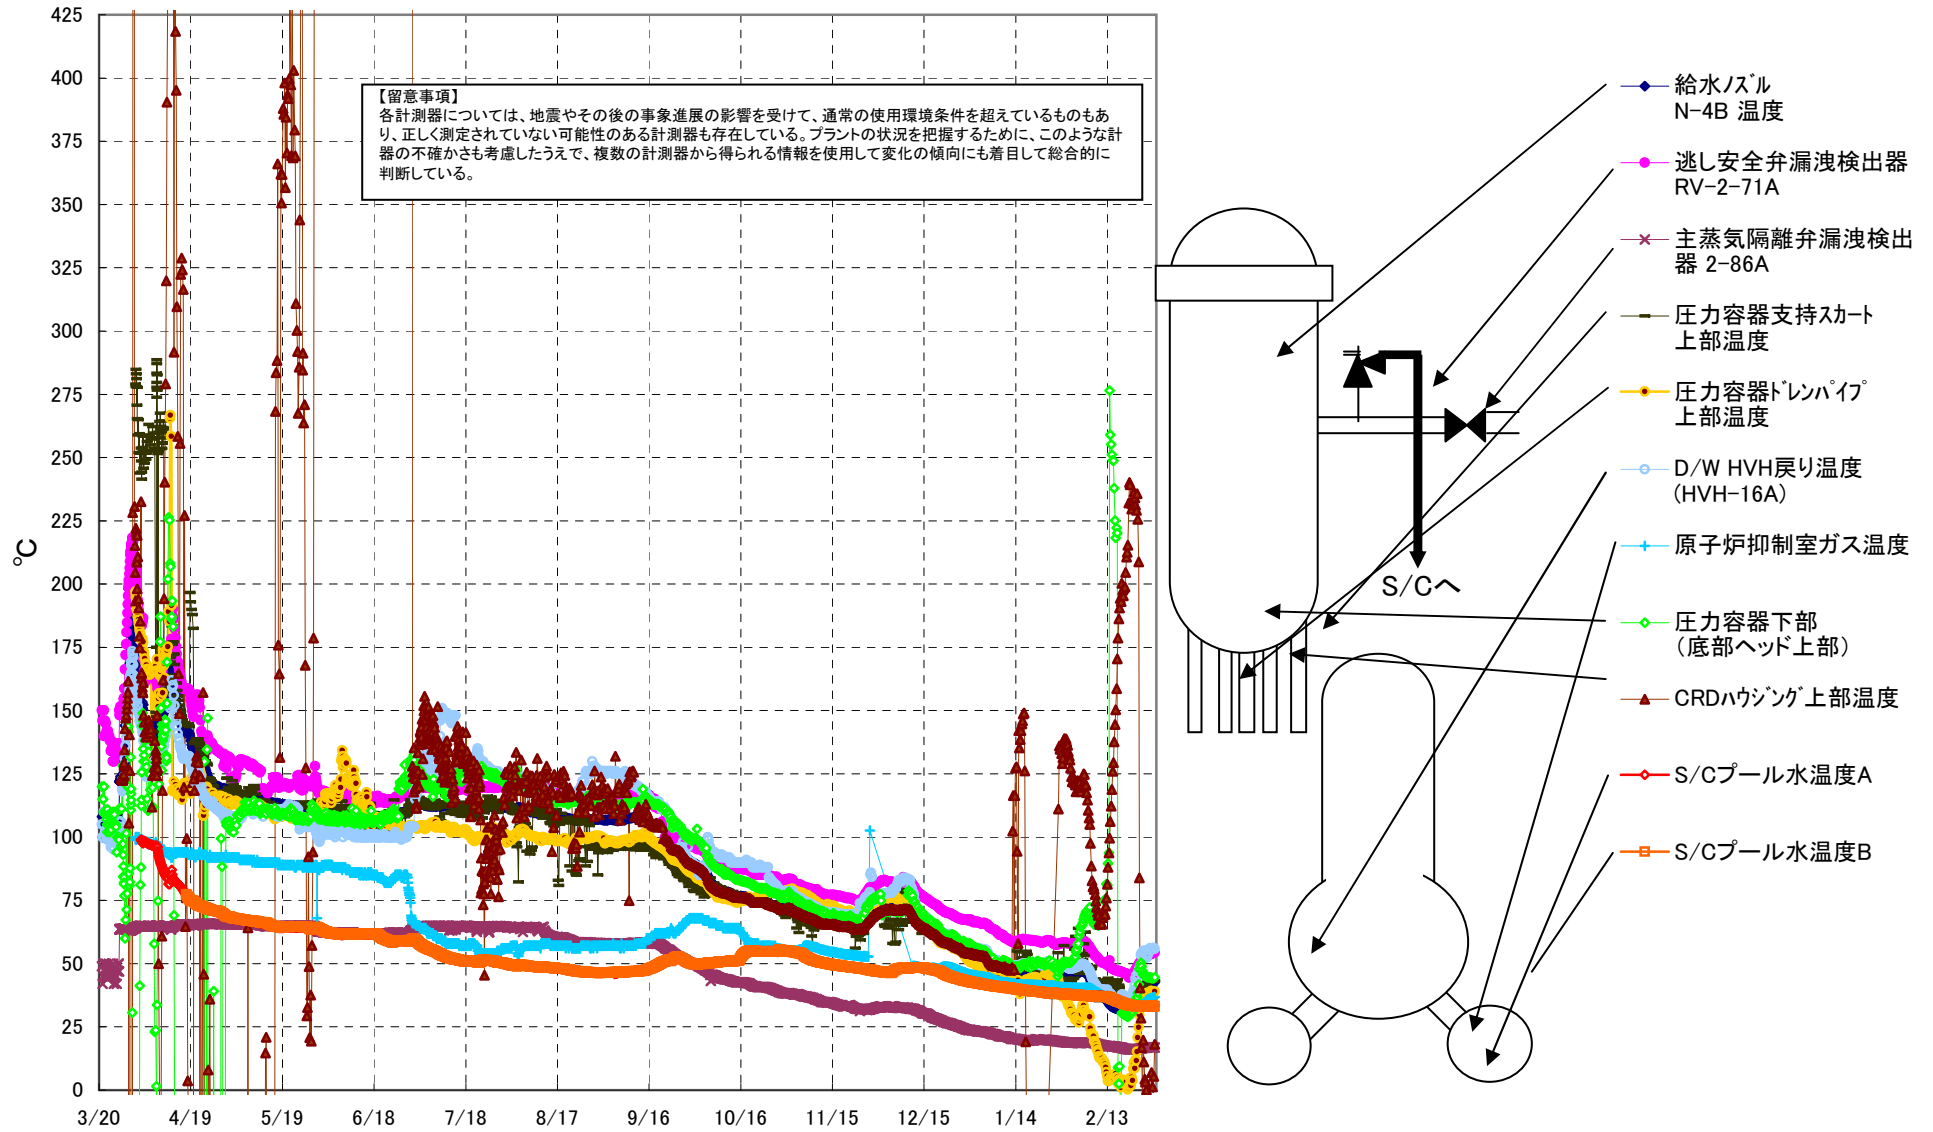 425
400
375
350
325
300
275
250
225
200
175
150
125
100
75
50
25
0
℃
3/20
4/19
5/19
6/18
7/18
8/17
9/16
10/16
11/15
12/15
1/14
2/13
【留意事項】
各計測器については、地震やその後の事象進展の影響を受けて、通常の使用環境条件を超えているものもあ
り、正しく測定されていない可能性のある計測器も存在している。プラントの状況を把握するために、このような計
器の不確かさも考慮したうえで、複数の計測器から得られる情報を使用して変化の傾向にも着目して総合的に
判断している。
S/Cへ
給水ﾉｽﾞﾙ
N-4B 温度
逃し安全弁漏洩検出器
RV-2-71A
主蒸気隔離弁漏洩検出
器 2-86A
圧力容器支持ｽｶｰﾄ
上部温度
圧力容器ﾄﾞﾚﾝﾊﾟｲﾌﾟ
上部温度
D/W HVH戻り温度
(HVH-16A)
原子炉抑制室ガス温度
圧力容器下部
(底部ヘッド上部)
CRDﾊｳｼﾞﾝｸﾞ上部温度
S/Cプール水温度A
S/Cプール水温度B